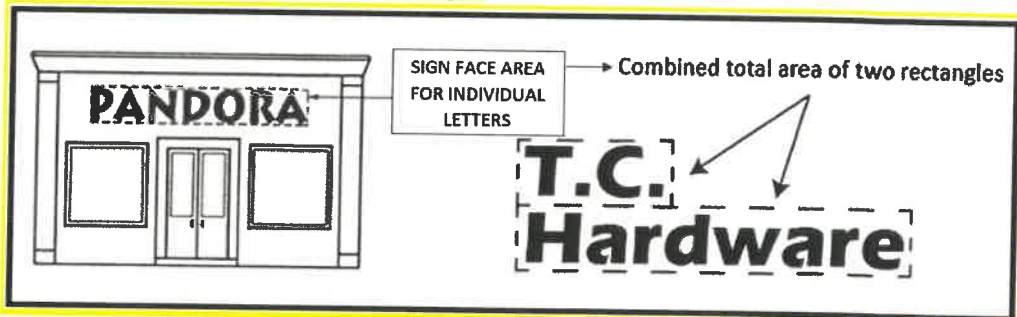 PANDORA
SIGN FACE AREA
FOR INDIVIDUAL
LETTERS
Combined total area of two rectangles
T.C.
Hardware